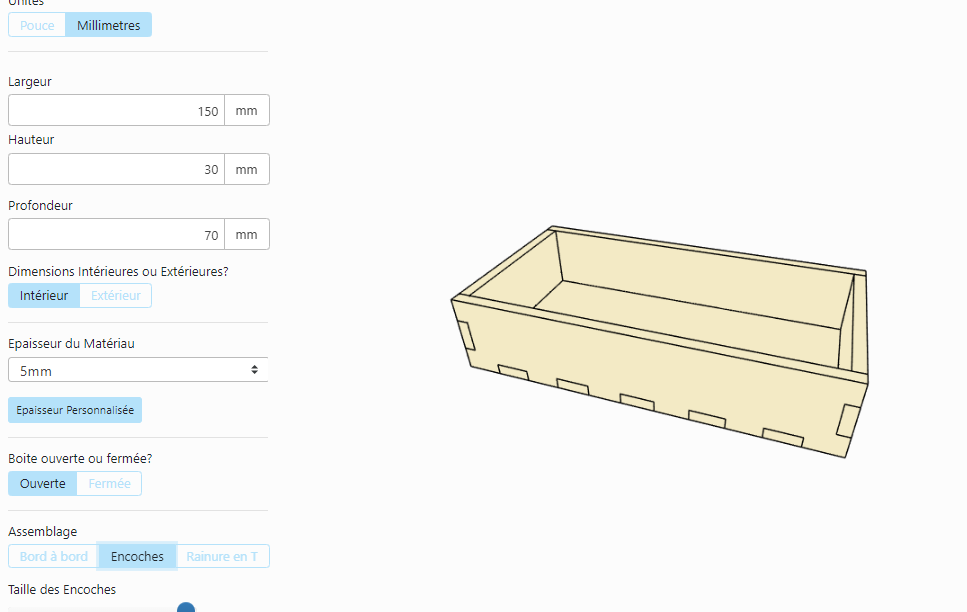 Unités
Pouce Millimetres
Largeur
150 mm
Hauteur
30 mm
Profondeur
70 mm
Dimensions Intérieures ou Extérieures?
Intérieur Extérieur
Epaisseur du Matériau
5mm
Epaisseur Personnalisée
Boite ouverte ou fermée?
Ouverte Fermée
Assemblage
Bord à bord Encoches Rainure en T
Taille des Encoches